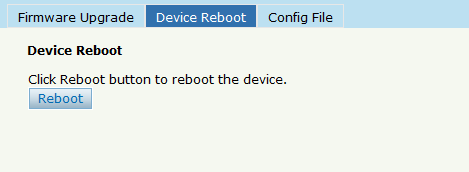 Firmware Upgrade Device Reboot Config File
Device Reboot
Click Reboot button to reboot the device.
Reboot